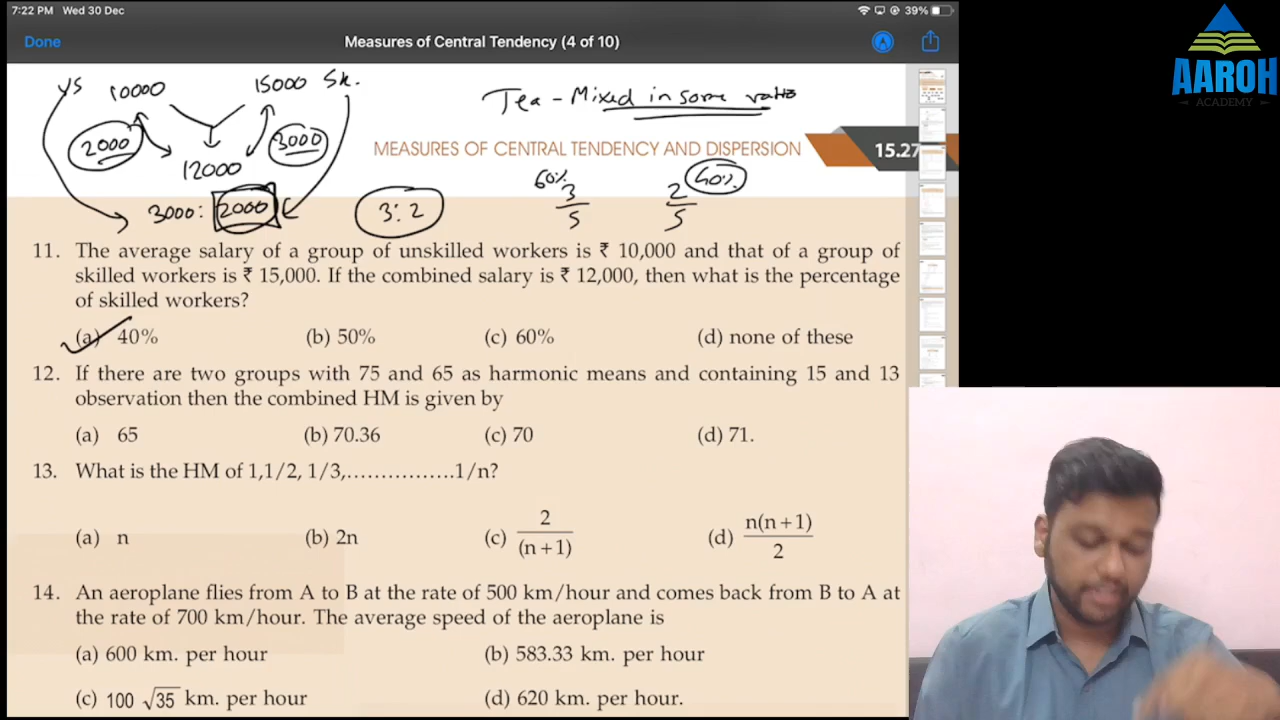 7:22 PM Wed 30 Dec
39%
Done
Measures of Central Tendency (4 of 10)
AAROH
ACADEMY
10000
15000 Sk.
Tea - Mixed in some ratio
2000
3000
12000
MEASURES OF CENTRAL TENDENCY AND DISPERSION
15.27
3000 : 2000
3:2
60%
3/5
2/5
40%
11. The average salary of a group of unskilled workers is ₹ 10,000 and that of a group of
skilled workers is ₹ 15,000. If the combined salary is ₹ 12,000, then what is the percentage
of skilled workers?
(a) 40% (b) 50% (c) 60% (d) none of these
12. If there are two groups with 75 and 65 as harmonic means and containing 15 and 13
observation then the combined HM is given by
(a) 65 (b) 70.36 (c) 70 (d) 71.
13. What is the HM of 1,1/2, 1/3,................1/n?
(a) n (b) 2n (c) 2/(n+1) (d) n(n+1)/2
14. An aeroplane flies from A to B at the rate of 500 km/hour and comes back from B to A at
the rate of 700 km/hour. The average speed of the aeroplane is
(a) 600 km. per hour (b) 583.33 km. per hour
(c) 100 √35 km. per hour (d) 620 km. per hour.